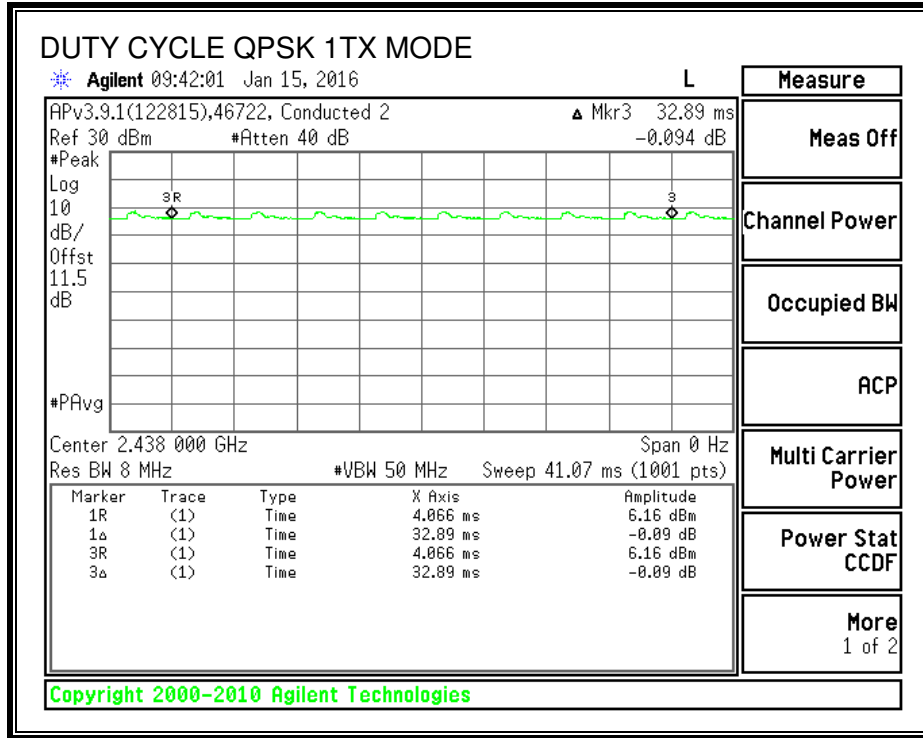 DUTY CYCLE QPSK 1TX MODE
Agilent 09:42:01 Jan 15, 2016 L
APv3.9.1(122815),46722, Conducted 2 ▵ Mkr3 32.89 ms
Ref 30 dBm #Atten 40 dB -0.094 dB
#Peak
Log
10
dB/
Offst
11.5
dB
#PAvg
3R
3
Center 2.438 000 GHz Span 0 Hz
Res BW 8 MHz #VBW 50 MHz Sweep 41.07 ms (1001 pts)
Marker Trace Type X Axis Amplitude
1R (1) Time 4.066 ms 6.16 dBm
1▵ (1) Time 32.89 ms -0.09 dB
3R (1) Time 4.066 ms 6.16 dBm
3▵ (1) Time 32.89 ms -0.09 dB
Copyright 2000-2010 Agilent Technologies
Measure
Meas Off
Channel Power
Occupied BW
ACP
Multi Carrier
Power
Power Stat
CCDF
More
1 of 2